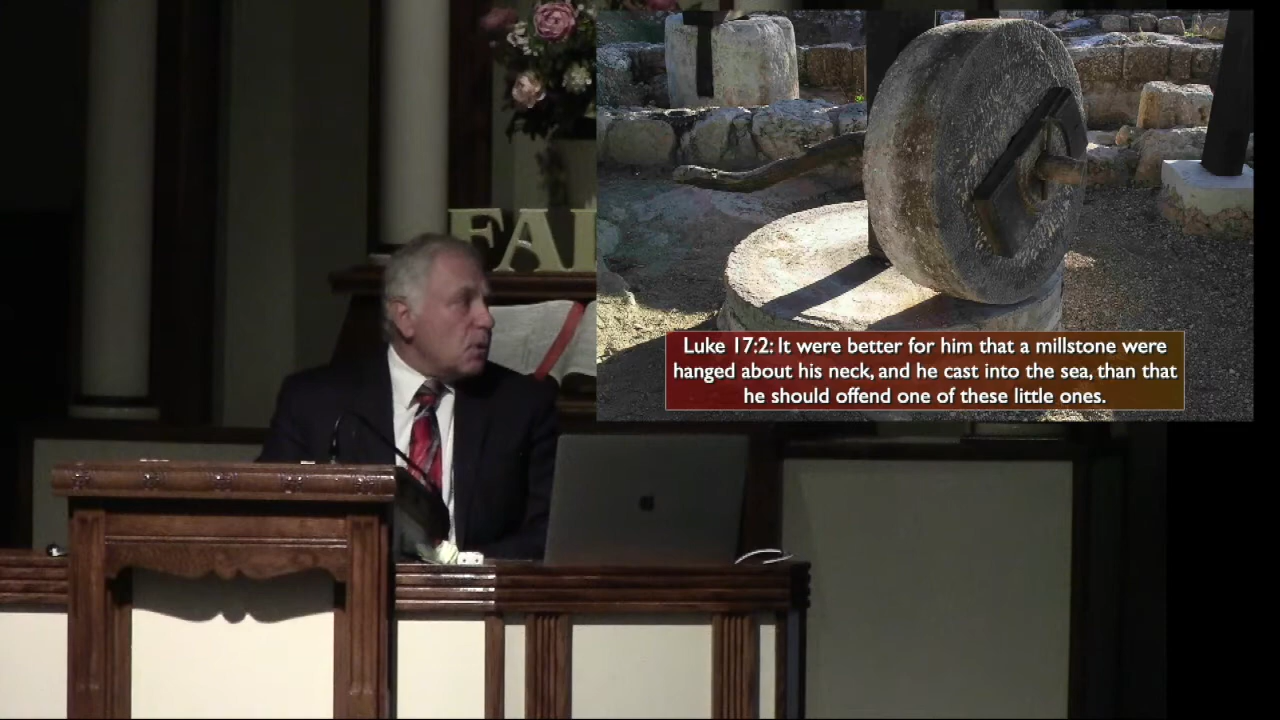 FAI
Luke 17:2: It were better for him that a millstone were
hanged about his neck, and he cast into the sea, than that
he should offend one of these little ones.